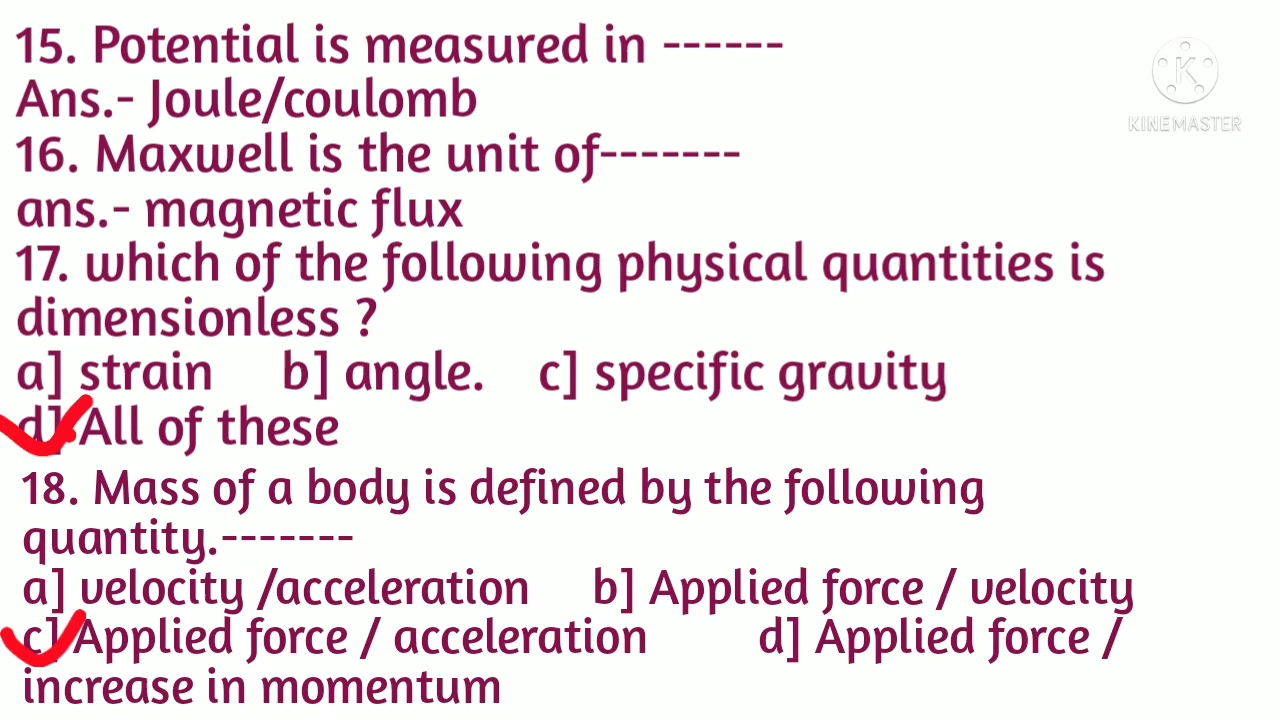 15. Potential is measured in ------
Ans.- Joule/coulomb
16. Maxwell is the unit of-------
ans.- magnetic flux
17. which of the following physical quantities is
dimensionless ?
a] strain b] angle. c] specific gravity
d] All of these
18. Mass of a body is defined by the following
quantity.-------
a] velocity /acceleration b] Applied force / velocity
c] Applied force / acceleration d] Applied force /
increase in momentum
K
KINEMASTER